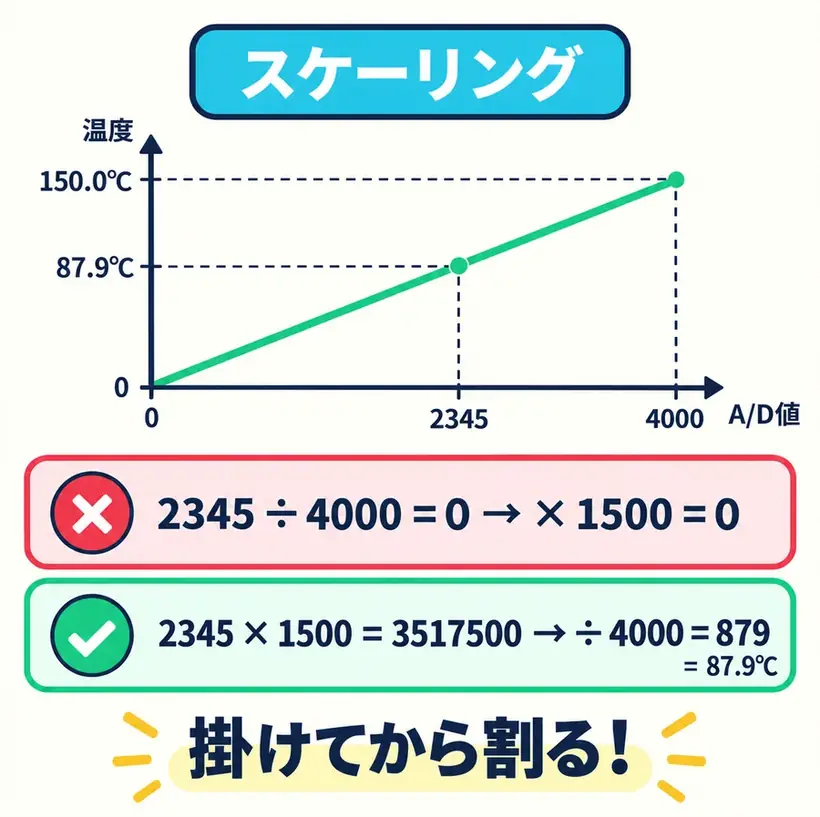 スケーリング
温度
150.0℃
87.9℃
0
0
2345
4000
A/D値
2345 ÷ 4000 = 0 → × 1500 = 0
2345 × 1500 = 3517500 → ÷ 4000 = 879
= 87.9℃
掛けてから割る!